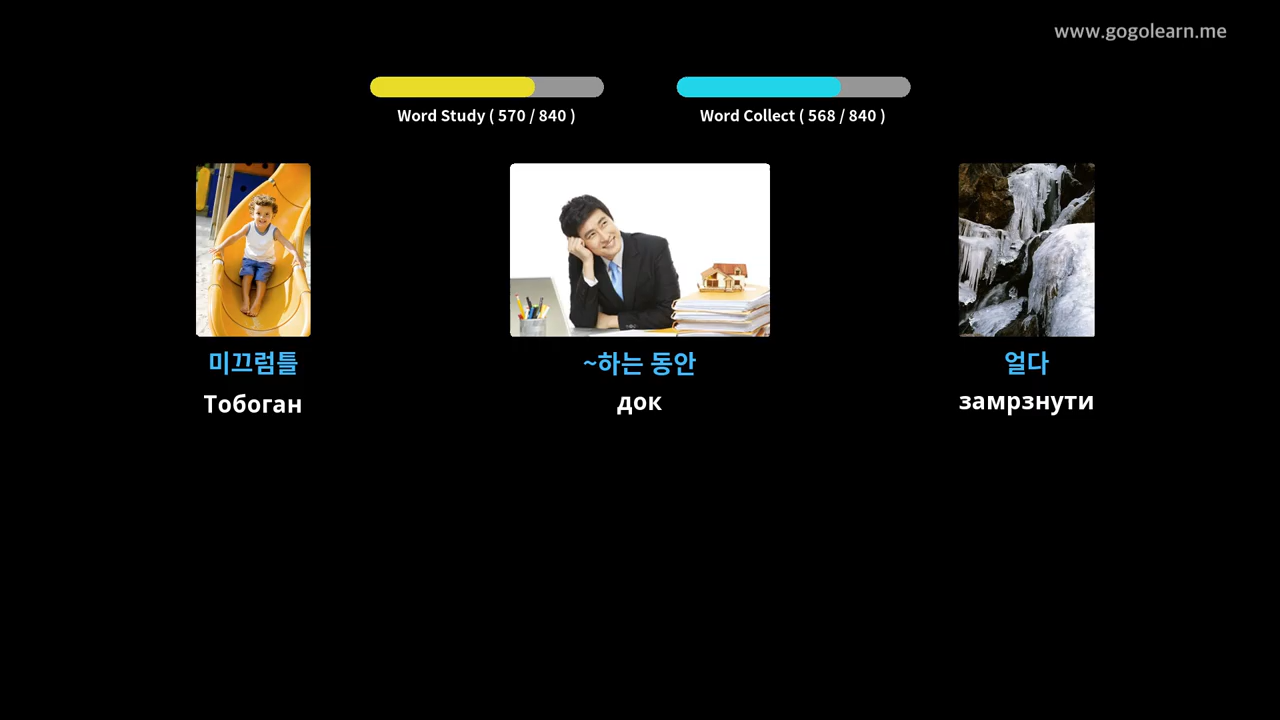 www.gogolearn.me
Word Study ( 570 / 840 )
Word Collect ( 568 / 840 )
미끄럼틀
~하는 동안
얼다
Тобоган
док
замрзнути